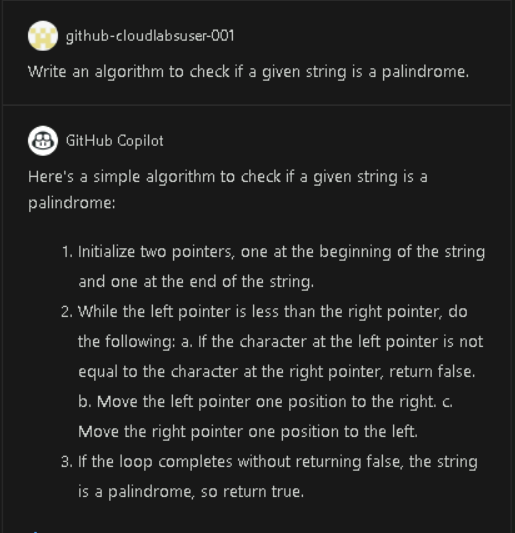 github-cloudlabsuser-001
Write an algorithm to check if a given string is a palindrome.
GitHub Copilot
Here's a simple algorithm to check if a given string is a
palindrome:
1. Initialize two pointers, one at the beginning of the string
and one at the end of the string.
2. While the left pointer is less than the right pointer, do
the following: a. If the character at the left pointer is not
equal to the character at the right pointer, return false.
b. Move the left pointer one position to the right. c.
Move the right pointer one position to the left.
3. If the loop completes without returning false, the string
is a palindrome, so return true.